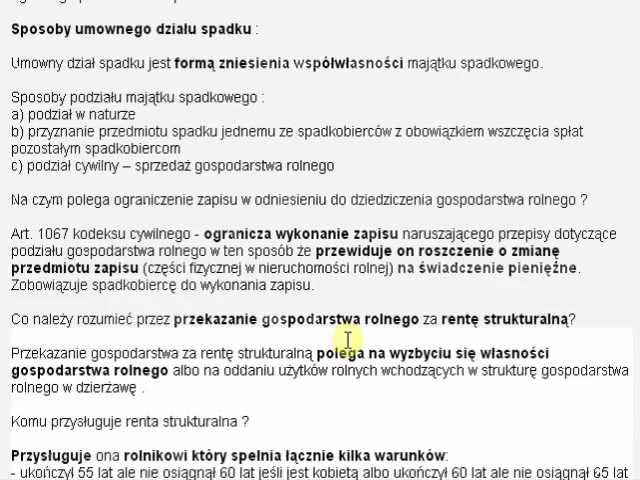 Sposoby umownego działu spadku :
Umowny dział spadku jest formą zniesienia współwłasności majątku spadkowego.
Sposoby podziału majątku spadkowego :
a) podział w naturze
b) przyznanie przedmiotu spadku jednemu ze spadkobierców z obowiązkiem wszczęcia spłat
pozostałym spadkobiercom
c) podział cywilny – sprzedaż gospodarstwa rolnego
Na czym polega ograniczenie zapisu w odniesieniu do dziedziczenia gospodarstwa rolnego ?
Art. 1067 kodeksu cywilnego - ogranicza wykonanie zapisu naruszającego przepisy dotyczące
podziału gospodarstwa rolnego w ten sposób że przewiduje on roszczenie o zmianę
przedmiotu zapisu (części fizycznej w nieruchomości rolnej) na świadczenie pieniężne.
Zobowiązuje spadkobiercę do wykonania zapisu.
Co należy rozumieć przez przekazanie gospodarstwa rolnego za rentę strukturalną?
Przekazanie gospodarstwa za rentę strukturalną polega na wyzbyciu się własności
gospodarstwa rolnego albo na oddaniu użytków rolnych wchodzących w strukturę gospodarstwa
rolnego w dzierżawę .
Komu przysługuje renta strukturalna ?
Przysługuje ona rolnikowi który spełnia łącznie kilka warunków:
- ukończył 55 lat ale nie osiągnął 60 lat jeśli jest kobietą albo ukończył 60 lat ale nie osiągnął 65 lat